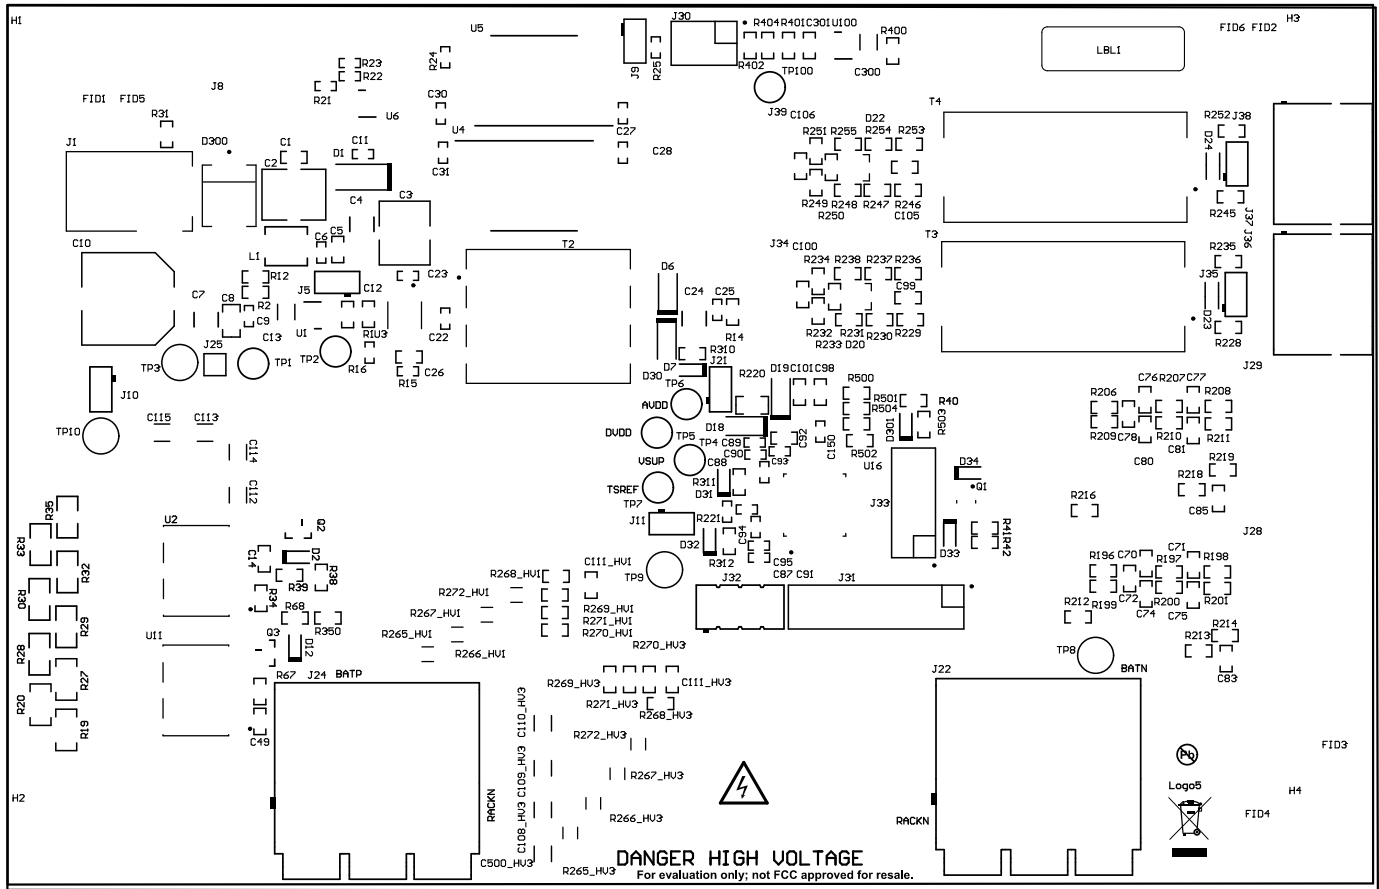 H1
U5
J30
R404 R401 C301 U100
R400
H3
FID6 FID2
LBL1
R24
J9
R25
R402
TP100
C300
R23
R22
R21
J8
FID1 FID5
R31
U6
C30
U4
C27
J39
C106
T4
R252 J38
J1
D300
C1
C2
D1
C11
C31
C28
R251 R255
D22
R254 R253
D24
R249 R248 R247 R246
R250
C105
R245
J37
J36
C4
C3
C10
L1
C6
C5
T2
J34
C100
T3
R235
R234 R238 R237 R236
R12
J5
C12
C23
D6
C24
C25
C99
J35
C7
C8
R2
C9
U1
R1
U3
C22
R14
R232 R231 R230 R229
R233 D20
D23
R228
C13
J25
TP3
TP1
TP2
R16
R15
C26
R310
J21
D7
D30
TP6
R220
D19
C101
C98
R500
J29
J10
AVDD
R501
R504
R40
C76 R207 C77
R206
R208
TP10
C115
C113
DVDD
D18
TP5
TP4
C89
C90
C92
C150
R502
D301
R503
R209 C78
R210
C81
R211
C80
C114
VSUP
C88
C93
U16
D34
R219
R218
C112
TSREF
R311
D31
J33
Q1
TP7
R216
C85
R35
U2
Q2
J11
R221
C94
D33
R41
R42
J28
R33
D2
C14
D32
R312
C95
R196 C70
C71
R197
R198
R32
R39
R38
TP9
C87 C91
J32
J31
C111_HV1
R268_HV1
R272_HV1
R267_HV1
R265_HV1
R266_HV1
R269_HV1
R271_HV1
R270_HV1
R30
R34
R68
R350
C72
R199
C74
R200
C75
R201
R212
R29
U11
Q3
D12
R214
R213
R28
TP8
C83
R270_HV3
R27
R67
J24
BATP
R269_HV3
C111_HV3
J22
BATN
R271_HV3
R268_HV3
R20
R19
C49
C110_HV3
R272_HV3
C109_HV3
R267_HV3
FID3
Pb
Logo5
H2
RACKN
C108_HV3
R266_HV3
RACKN
H4
FID4
C500_HV3
R265_HV3
DANGER HIGH VOLTAGE
For evaluation only; not FCC approved for resale.